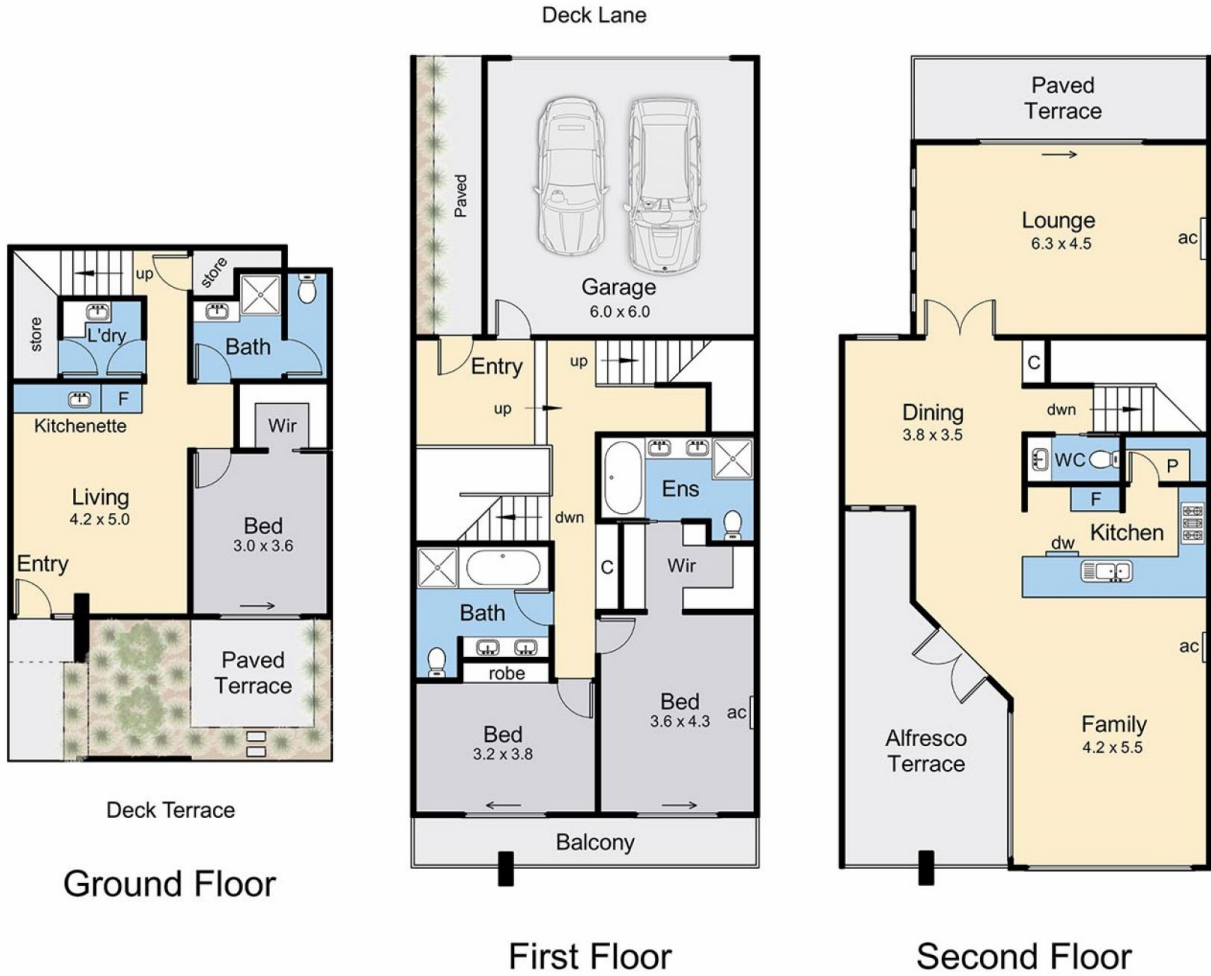 Deck Lane
up
store
store
L'dry
Bath
F
Kitchenette
Wir
Living
4.2 x 5.0
Bed
3.0 x 3.6
Entry
Paved
Terrace
Deck Terrace
Ground Floor
Paved
Garage
6.0 x 6.0
Entry
up
up
Ens
dwn
C
Wir
Bath
robe
Bed
3.6 x 4.3
ac
Bed
3.2 x 3.8
Balcony
First Floor
Paved
Terrace
Lounge
6.3 x 4.5
ac
C
Dining
3.8 x 3.5
dwn
WC
P
F
Kitchen
dw
ac
Family
4.2 x 5.5
Alfresco
Terrace
Second Floor